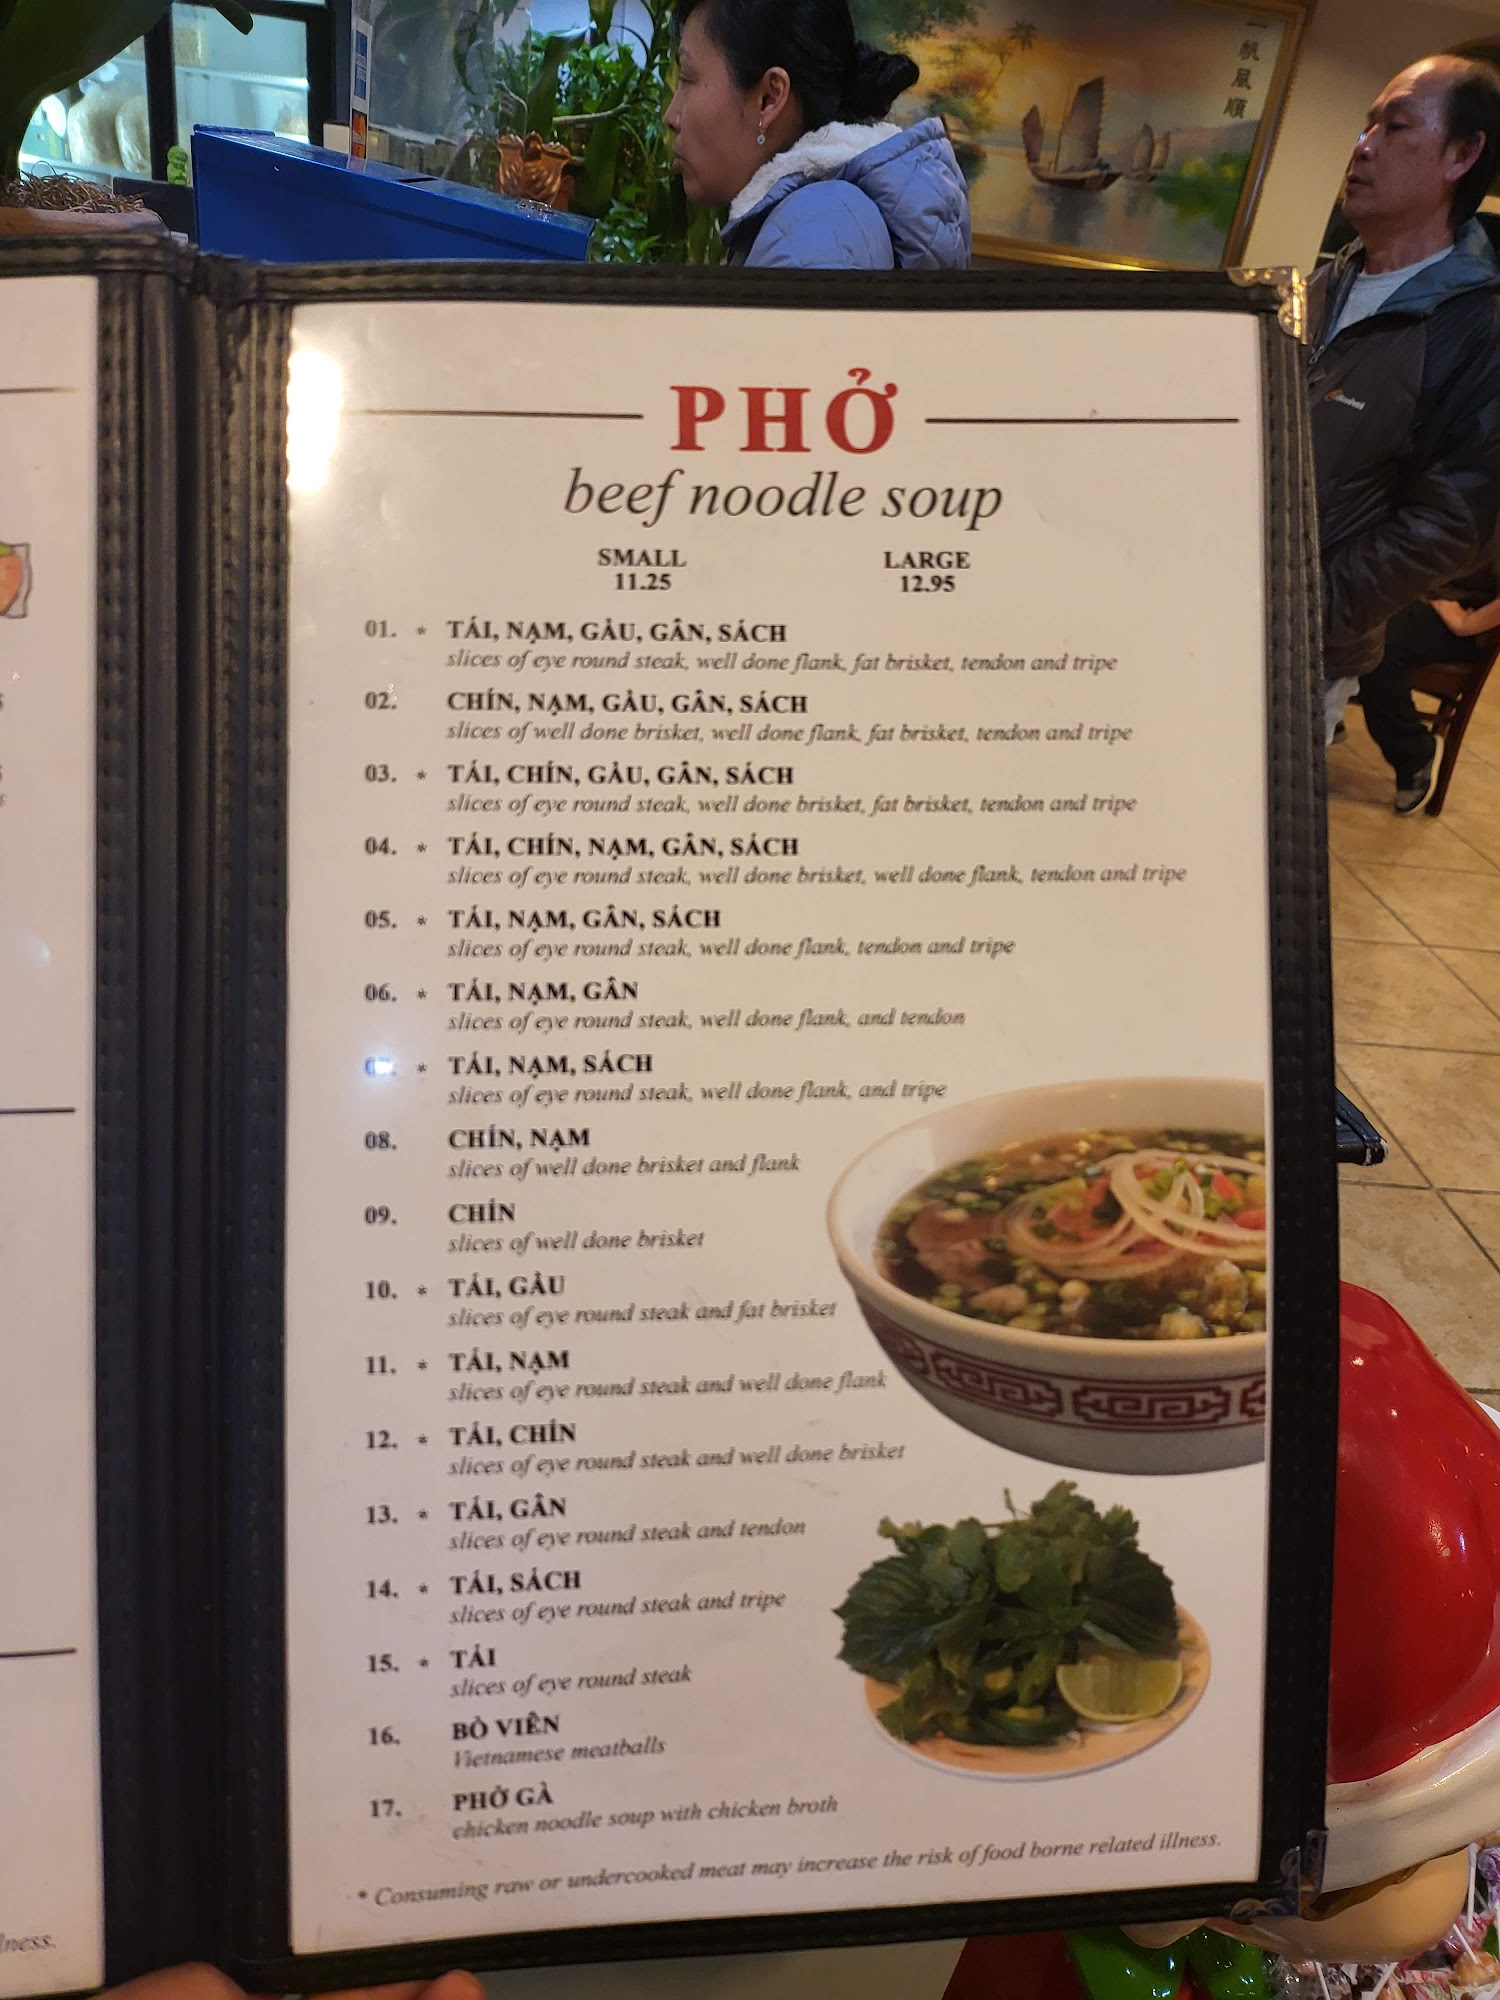 一帆風順
PHỞ
beef noodle soup
SMALL LARGE
11.25 12.95
01. * TÁI, NẠM, GẦU, GÂN, SÁCH
slices of eye round steak, well done flank, fat brisket, tendon and tripe
02. CHÍN, NẠM, GẦU, GÂN, SÁCH
slices of well done brisket, well done flank, fat brisket, tendon and tripe
03. * TÁI, CHÍN, GẦU, GÂN, SÁCH
slices of eye round steak, well done brisket, fat brisket, tendon and tripe
04. * TÁI, CHÍN, NẠM, GÂN, SÁCH
slices of eye round steak, well done brisket, well done flank, tendon and tripe
05. * TÁI, NẠM, GÂN, SÁCH
slices of eye round steak, well done flank, tendon and tripe
06. * TÁI, NẠM, GÂN
slices of eye round steak, well done flank, and tendon
* TÁI, NẠM, SÁCH
slices of eye round steak, well done flank, and tripe
08. CHÍN, NẠM
slices of well done brisket and flank
09. CHÍN
slices of well done brisket
10. * TÁI, GẦU
slices of eye round steak and fat brisket
11. * TÁI, NẠM
slices of eye round steak and well done flank
12. * TÁI, CHÍN
slices of eye round steak and well done brisket
13. * TÁI, GÂN
slices of eye round steak and tendon
14. * TÁI, SÁCH
slices of eye round steak and tripe
15. * TÁI
slices of eye round steak
16. BÒ VIÊN
Vietnamese meatballs
17. PHỞ GÀ
chicken noodle soup with chicken broth
* Consuming raw or undercooked meat may increase the risk of food borne related illness.
lness.